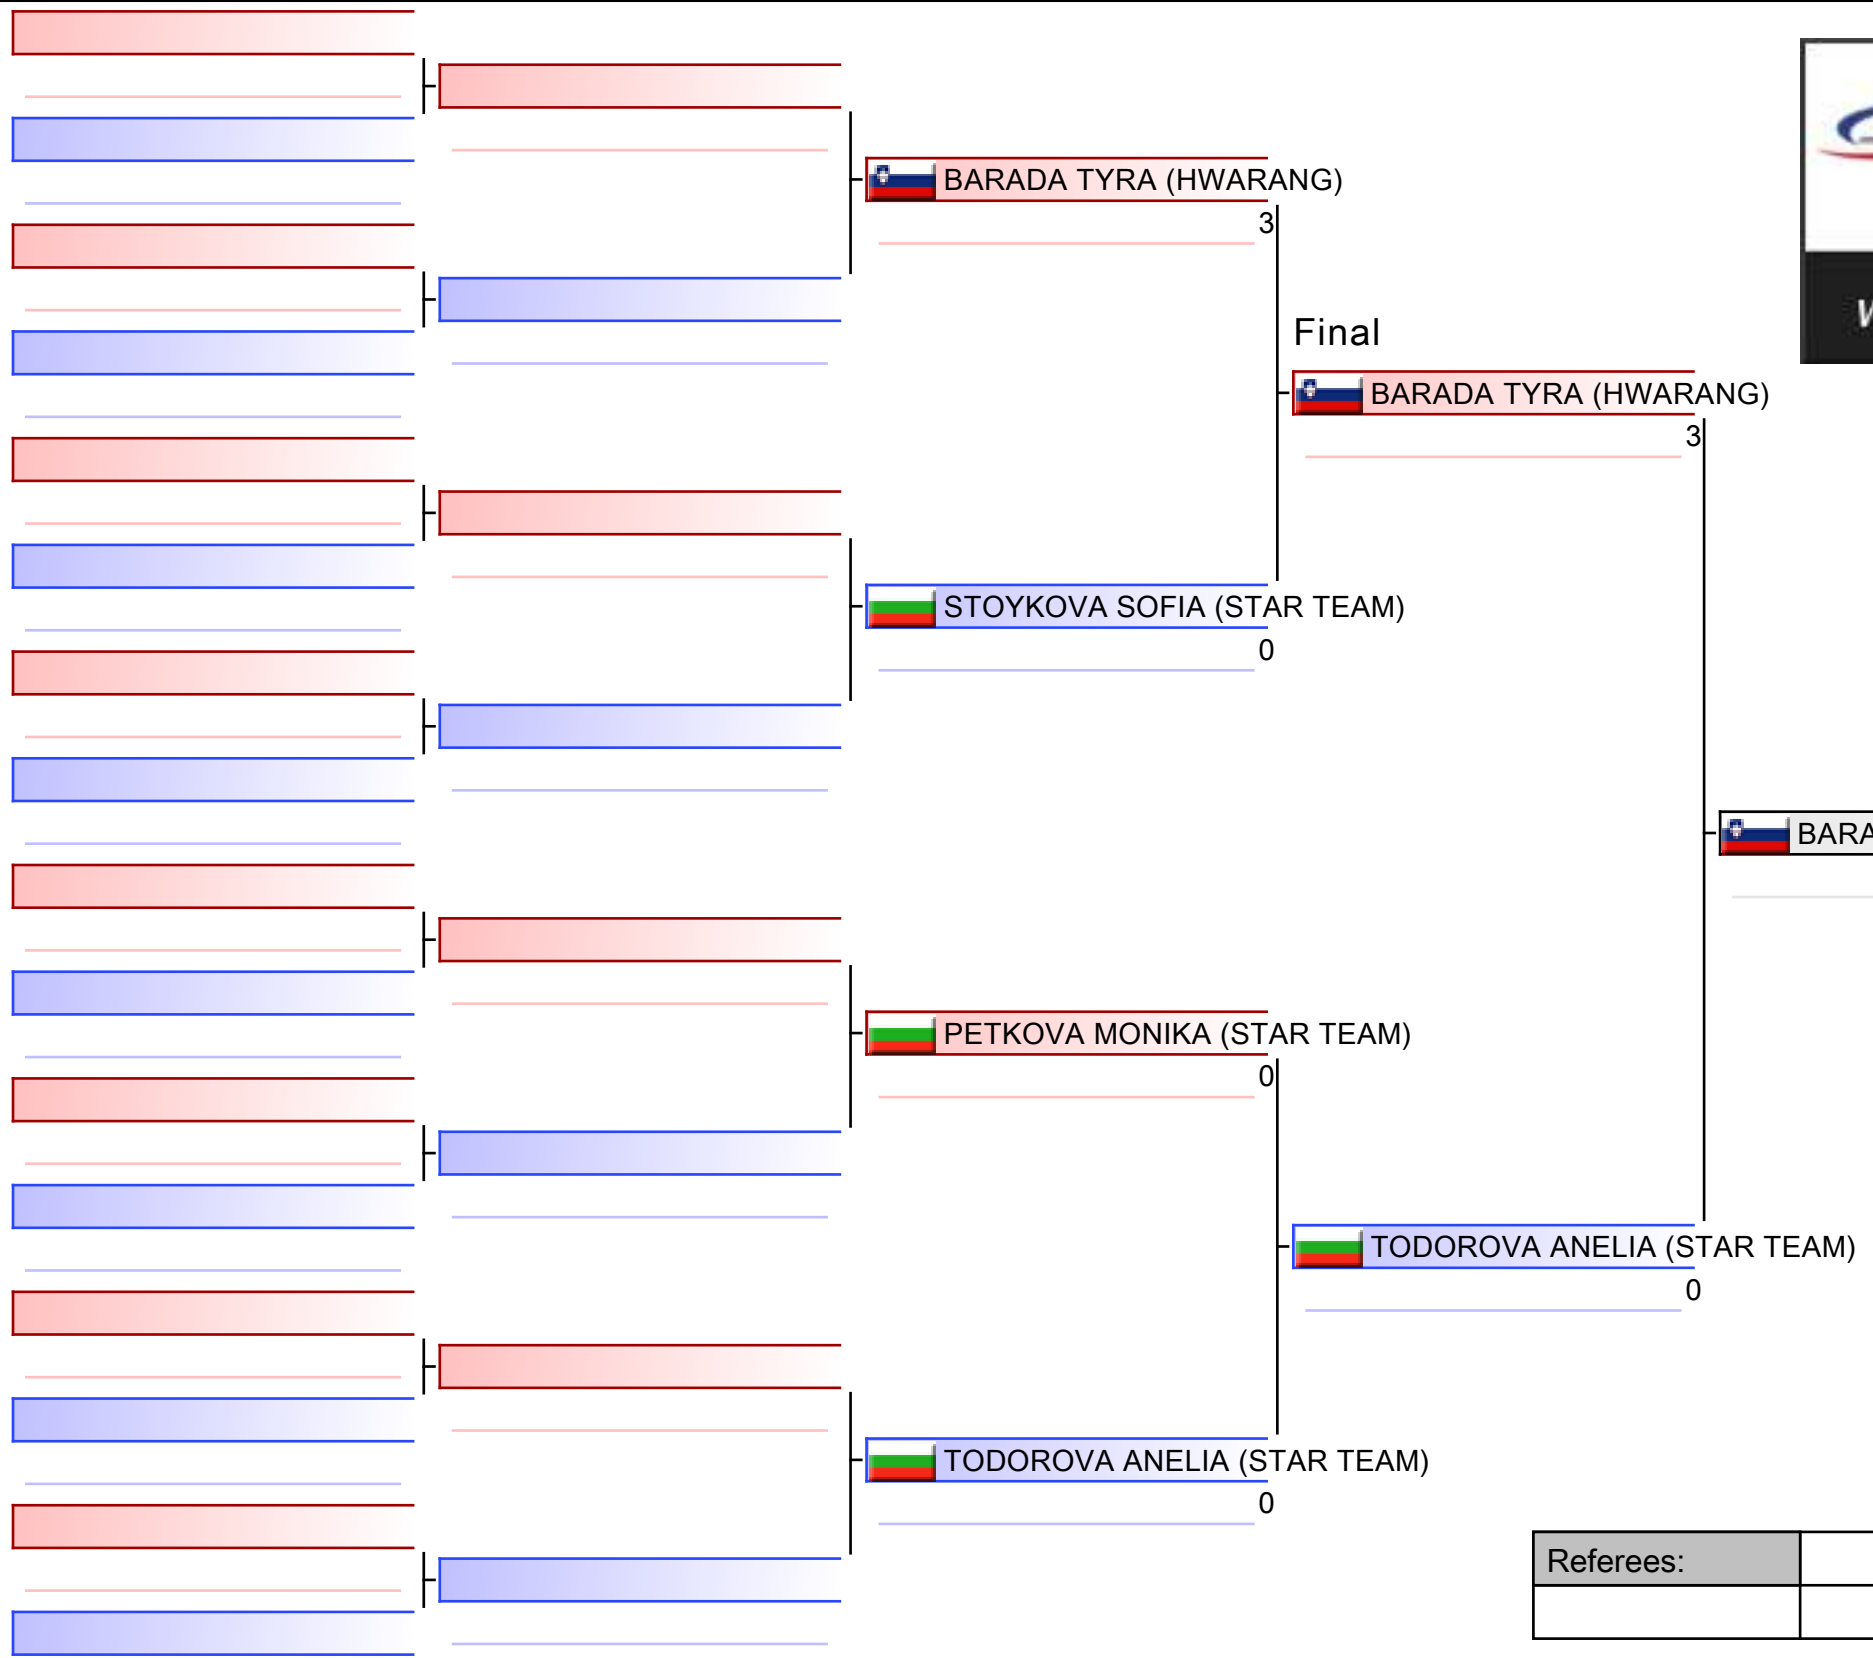 BARADA TYRA (HWARANG)
3
Final
BARADA TYRA (HWARANG)
3
STOYKOVA SOFIA (STAR TEAM)
0
PETKOVA MONIKA (STAR TEAM)
0
TODOROVA ANELIA (STAR TEAM)
0
TODOROVA ANELIA (STAR TEAM)
0
Referees: